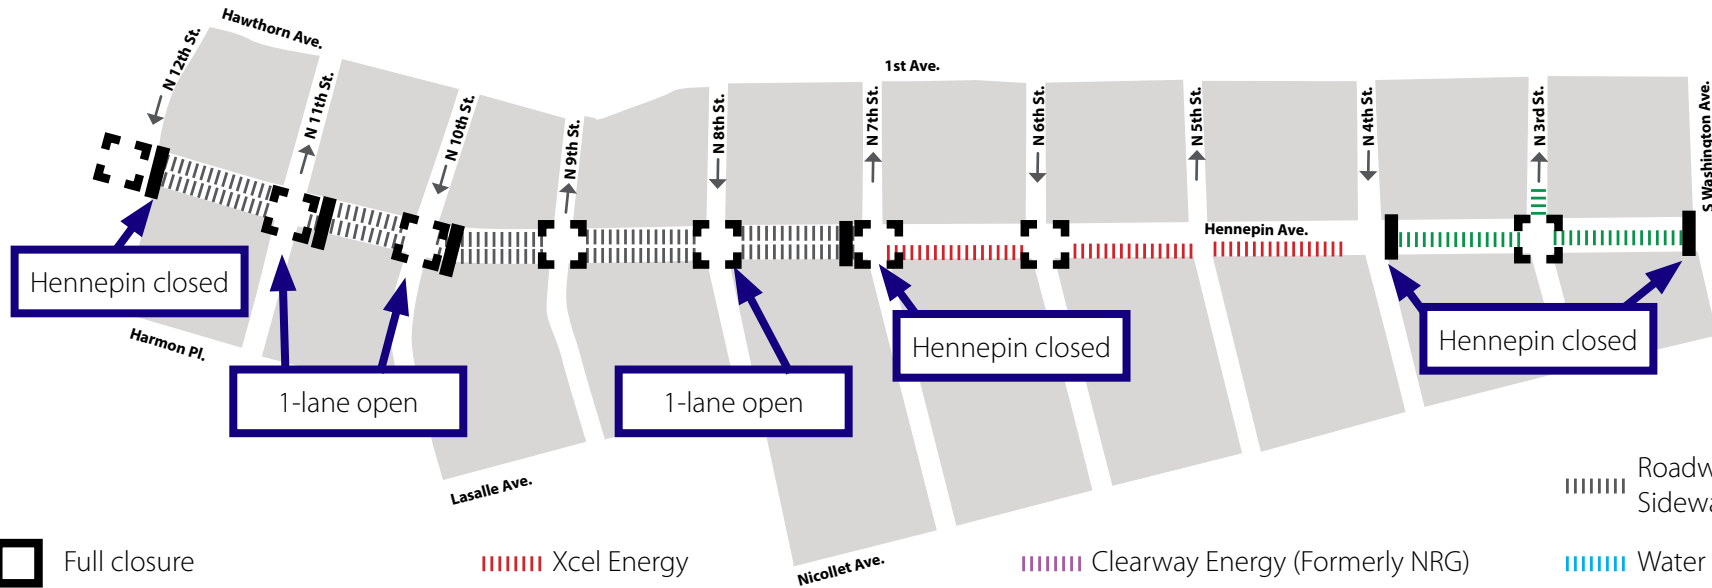 Hawthorn Ave.
N 12th St.
N 11th St.
N 10th St.
N 9th St.
N 8th St.
1st Ave.
N 7th St.
N 6th St.
N 5th St.
N 4th St.
N 3rd St.
S Washington Ave.
Hennepin Ave.
Hennepin closed
Harmon Pl.
1-lane open
1-lane open
Hennepin closed
Hennepin closed
Lasalle Ave.
Nicollet Ave.
Roadw
Sidewa
Full closure
Xcel Energy
Clearway Energy (Formerly NRG)
Water